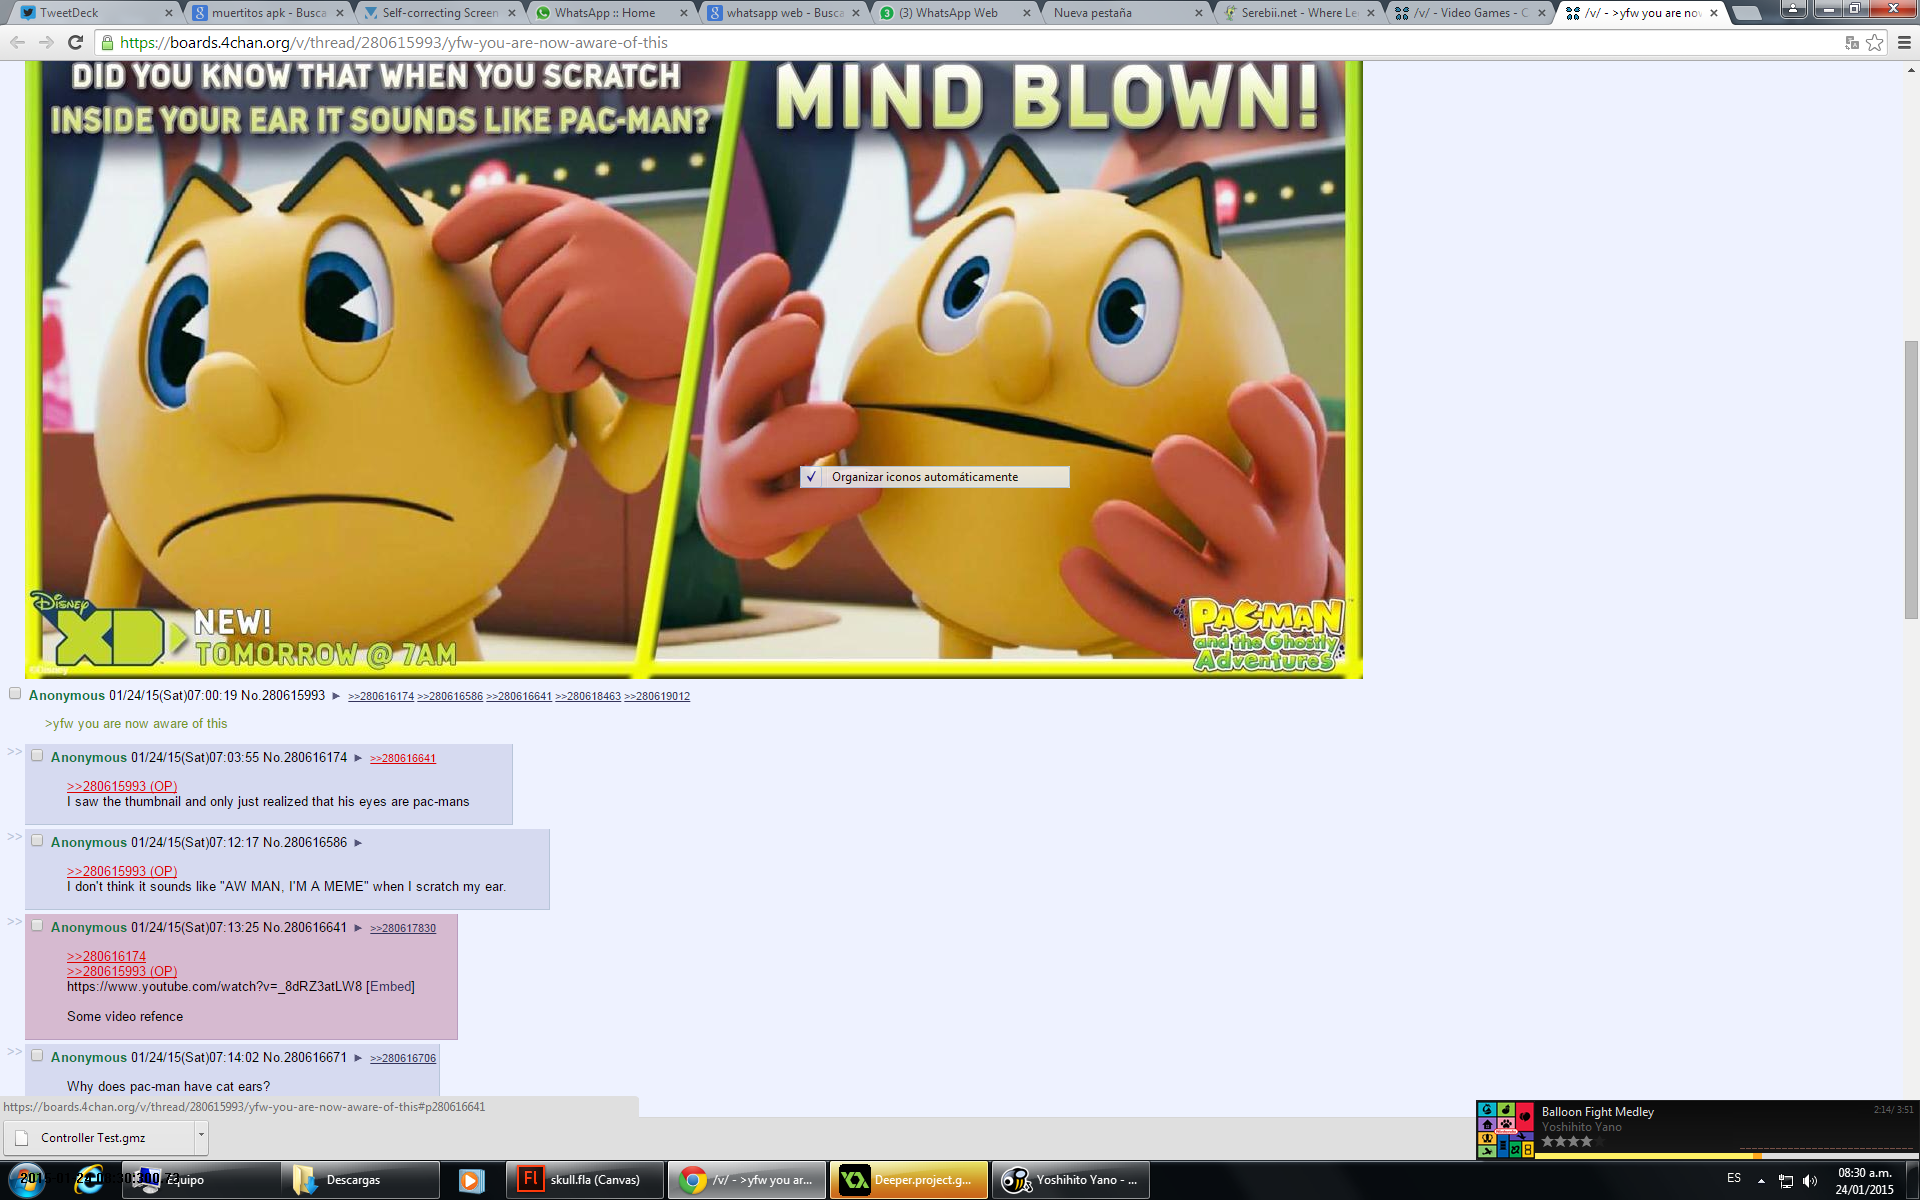 TweetDeck
muertitos apk - Busca
Self-correcting Screen
WhatsApp :: Home
whatsapp web - Busca
(3) WhatsApp Web
Nueva pestaña
Serebii.net - Where Le
/v/ - Video Games - C
/v/ - >yfw you are nov
https://boards.4chan.org/v/thread/280615993/yfw-you-are-now-aware-of-this
DID YOU KNOW THAT WHEN YOU SCRATCH
INSIDE YOUR EAR IT SOUNDS LIKE PAC-MAN?
MIND BLOWN!
✓ Organizar iconos automáticamente
Disney
XD
NEW!
TOMORROW @ 7AM
©Disney
PAC-MAN
and the Ghostly
Adventures
Anonymous 01/24/15(Sat)07:00:19 No.280615993 ▶ >>280616174 >>280616586 >>280616641 >>280618463 >>280619012
>yfw you are now aware of this
>> Anonymous 01/24/15(Sat)07:03:55 No.280616174 ▶ >>280616641
>>280615993 (OP)
I saw the thumbnail and only just realized that his eyes are pac-mans
>> Anonymous 01/24/15(Sat)07:12:17 No.280616586 ▶
>>280615993 (OP)
I don't think it sounds like "AW MAN, I'M A MEME" when I scratch my ear.
>> Anonymous 01/24/15(Sat)07:13:25 No.280616641 ▶ >>280617830
>>280616174
>>280615993 (OP)
https://www.youtube.com/watch?v=_8dRZ3atLW8 [Embed]
Some video refence
>> Anonymous 01/24/15(Sat)07:14:02 No.280616671 ▶ >>280616706
Why does pac-man have cat ears?
https://boards.4chan.org/v/thread/280615993/yfw-you-are-now-aware-of-this#p280616641
Controller Test.gmz
Balloon Fight Medley
2:14/ 3:51
Yoshihito Yano
★★★★
Equipo
Descargas
skull.fla (Canvas)
/v/ - >yfw you ar...
Deeper.project.g...
Yoshihito Yano - ...
ES
08:30 a.m.
24/01/2015